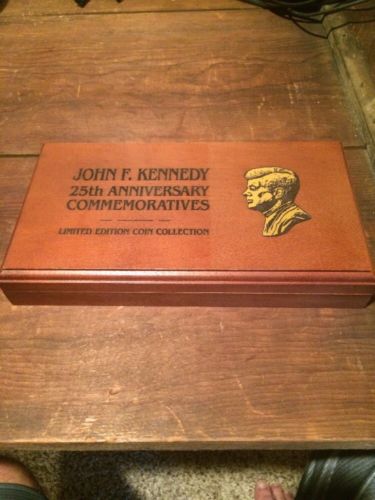 JOHN F. KENNEDY
25th ANNIVERSARY
COMMEMORATIVES
LIMITED EDITION COIN COLLECTION